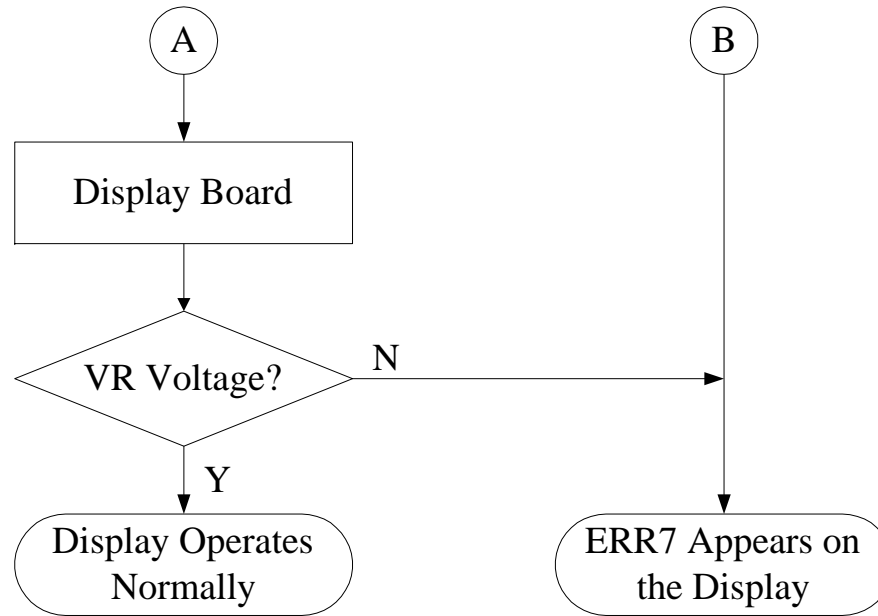 A
B
Display Board
VR Voltage?
N
Y
Display Operates
Normally
ERR7 Appears on
the Display